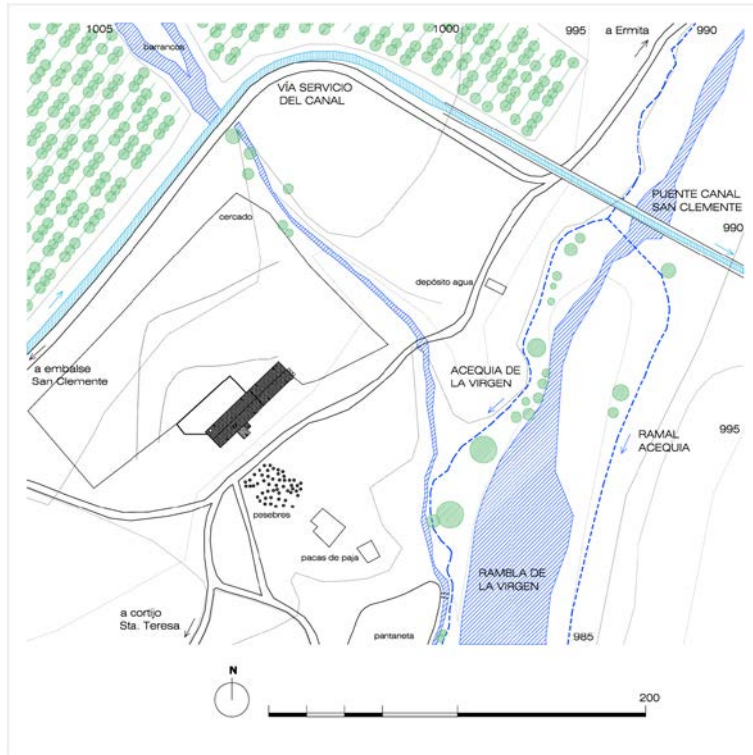 1005
1000
995
a Ermita
990
barrancos
VÍA SERVICIO
DEL CANAL
PUENTE CANAL
SAN CLEMENTE
cercado
990
depósito agua
a embalse
San Clemente
ACEQUIA DE
LA VIRGEN
RAMAL
ACEQUIA
995
pesebres
pacas de paja
RAMBLA DE
LA VIRGEN
a cortijo
Sta. Teresa
pantaneta
985
N
200